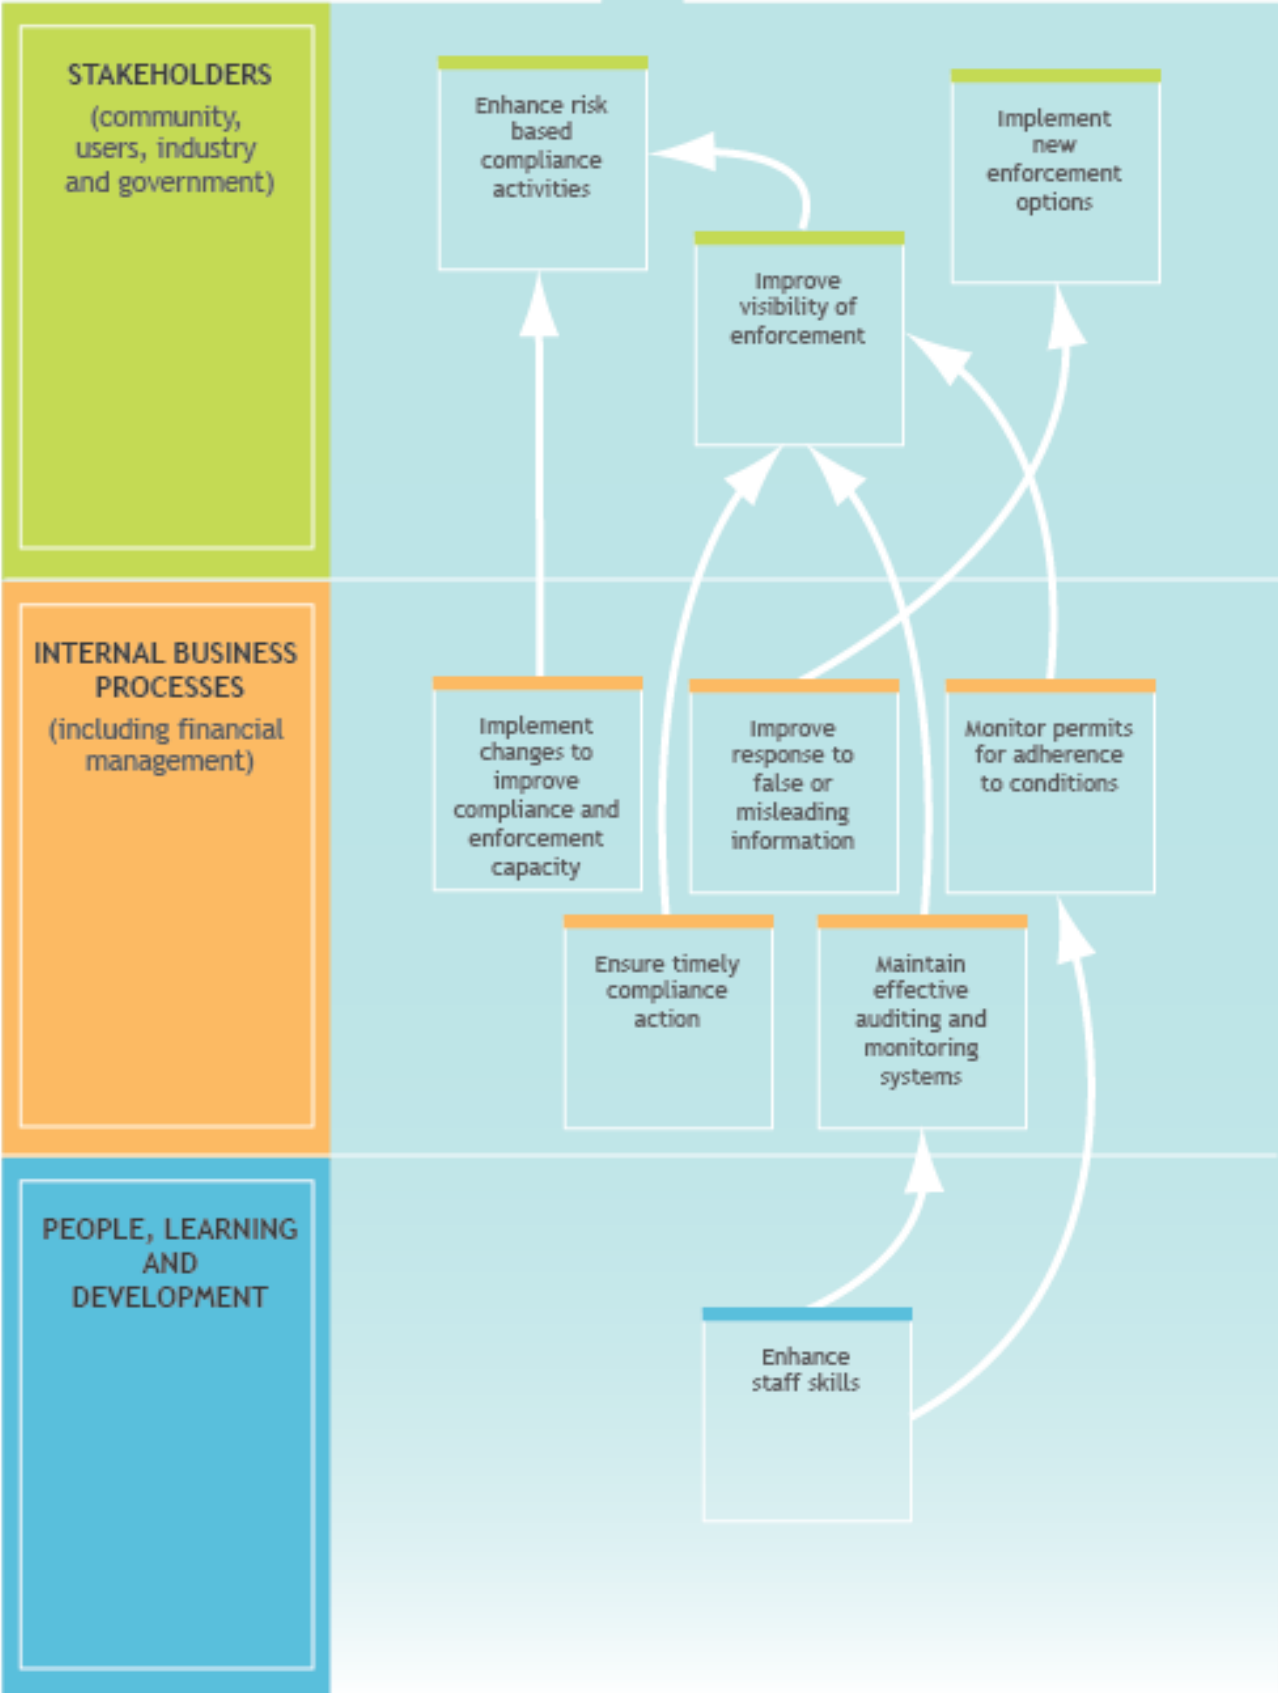 STAKEHOLDERS
(community,
users, industry
and government)
Enhance risk
based
compliance
activities
Implement
new
enforcement
options
Improve
visibility of
enforcement
INTERNAL BUSINESS
PROCESSES
(including financial
management)
Implement
changes to
improve
compliance and
enforcement
capacity
Improve
response to
false or
misleading
information
Monitor permits
for adherence
to conditions
Ensure timely
compliance
action
Maintain
effective
auditing and
monitoring
systems
PEOPLE, LEARNING
AND
DEVELOPMENT
Enhance
staff skills